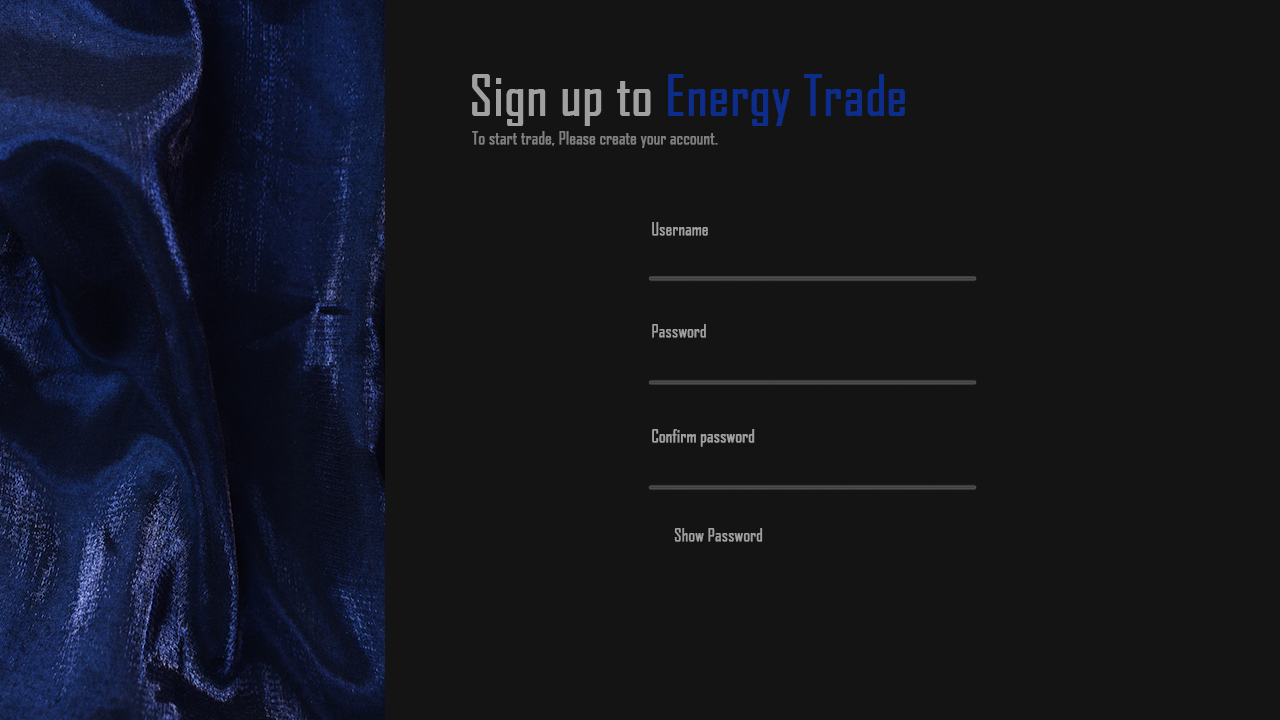 Sign up to Energy Trade
To start trade, Please create your account.
Username
Password
Confirm password
Show Password